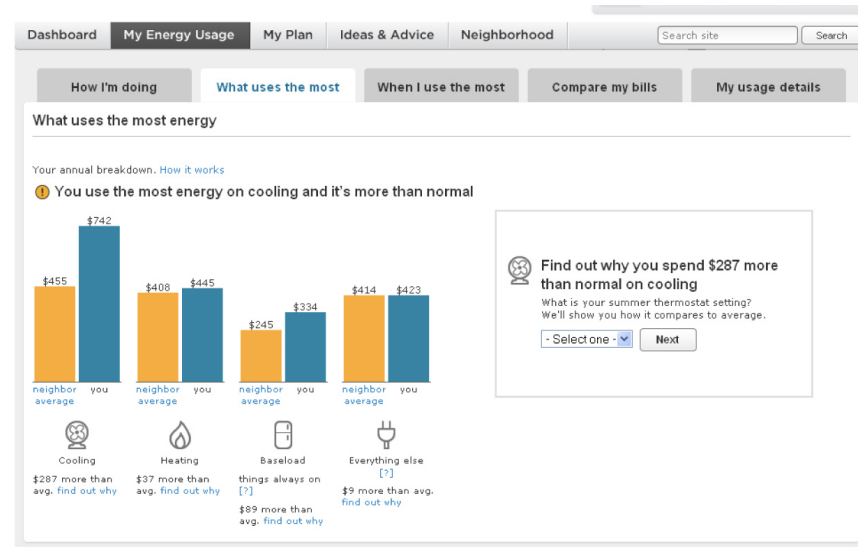 Dashboard My Energy Usage My Plan Ideas & Advice Neighborhood Search site Search
How I'm doing What uses the most When I use the most Compare my bills My usage details
What uses the most energy
Your annual breakdown. How it works
You use the most energy on cooling and it's more than normal
$742
$455
$408 $445
$245 $334
$414 $423
neighbor average you
neighbor average you
neighbor average you
neighbor average you
Cooling
$287 more than
avg. find out why
Heating
$37 more than
avg. find out why
Baseload
things always on
[?]
$89 more than
avg. find out why
Everything else
[?]
$9 more than avg.
find out why
Find out why you spend $287 more
than normal on cooling
What is your summer thermostat setting?
We'll show you how it compares to average.
- Select one - Next